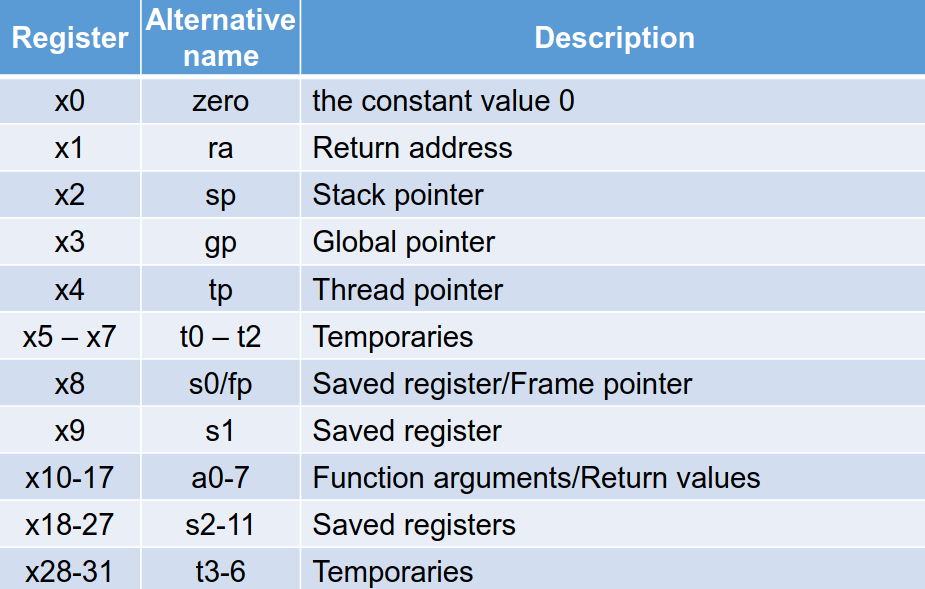 Register Alternative name Description
x0 zero the constant value 0
x1 ra Return address
x2 sp Stack pointer
x3 gp Global pointer
x4 tp Thread pointer
x5 – x7 t0 – t2 Temporaries
x8 s0/fp Saved register/Frame pointer
x9 s1 Saved register
x10-17 a0-7 Function arguments/Return values
x18-27 s2-11 Saved registers
x28-31 t3-6 Temporaries